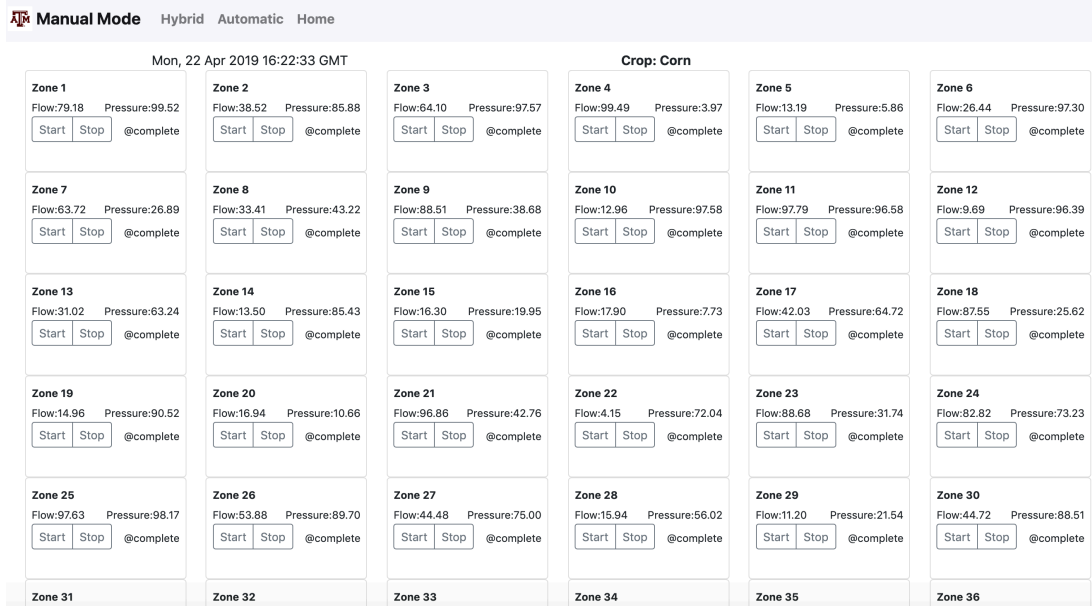 ATM Manual Mode Hybrid Automatic Home
Mon, 22 Apr 2019 16:22:33 GMT Crop: Corn
Zone 1 Zone 2 Zone 3 Zone 4 Zone 5 Zone 6
Flow:79.18 Pressure:99.52 Flow:38.52 Pressure:85.88 Flow:64.10 Pressure:97.57 Flow:99.49 Pressure:3.97 Flow:13.19 Pressure:5.86 Flow:26.44 Pressure:97.30
Start Stop @complete Start Stop @complete Start Stop @complete Start Stop @complete Start Stop @complete Start Stop @complete
Zone 7 Zone 8 Zone 9 Zone 10 Zone 11 Zone 12
Flow:63.72 Pressure:26.89 Flow:33.41 Pressure:43.22 Flow:88.51 Pressure:38.68 Flow:12.96 Pressure:97.58 Flow:97.79 Pressure:96.58 Flow:9.69 Pressure:96.39
Start Stop @complete Start Stop @complete Start Stop @complete Start Stop @complete Start Stop @complete Start Stop @complete
Zone 13 Zone 14 Zone 15 Zone 16 Zone 17 Zone 18
Flow:31.02 Pressure:63.24 Flow:13.50 Pressure:85.43 Flow:16.30 Pressure:19.95 Flow:17.90 Pressure:7.73 Flow:42.03 Pressure:64.72 Flow:87.55 Pressure:25.62
Start Stop @complete Start Stop @complete Start Stop @complete Start Stop @complete Start Stop @complete Start Stop @complete
Zone 19 Zone 20 Zone 21 Zone 22 Zone 23 Zone 24
Flow:14.96 Pressure:90.52 Flow:16.94 Pressure:10.66 Flow:96.86 Pressure:42.76 Flow:4.15 Pressure:72.04 Flow:88.68 Pressure:31.74 Flow:82.82 Pressure:73.23
Start Stop @complete Start Stop @complete Start Stop @complete Start Stop @complete Start Stop @complete Start Stop @complete
Zone 25 Zone 26 Zone 27 Zone 28 Zone 29 Zone 30
Flow:97.63 Pressure:98.17 Flow:53.88 Pressure:89.70 Flow:44.48 Pressure:75.00 Flow:15.94 Pressure:56.02 Flow:11.20 Pressure:21.54 Flow:44.72 Pressure:88.51
Start Stop @complete Start Stop @complete Start Stop @complete Start Stop @complete Start Stop @complete Start Stop @complete
Zone 31 Zone 32 Zone 33 Zone 34 Zone 35 Zone 36